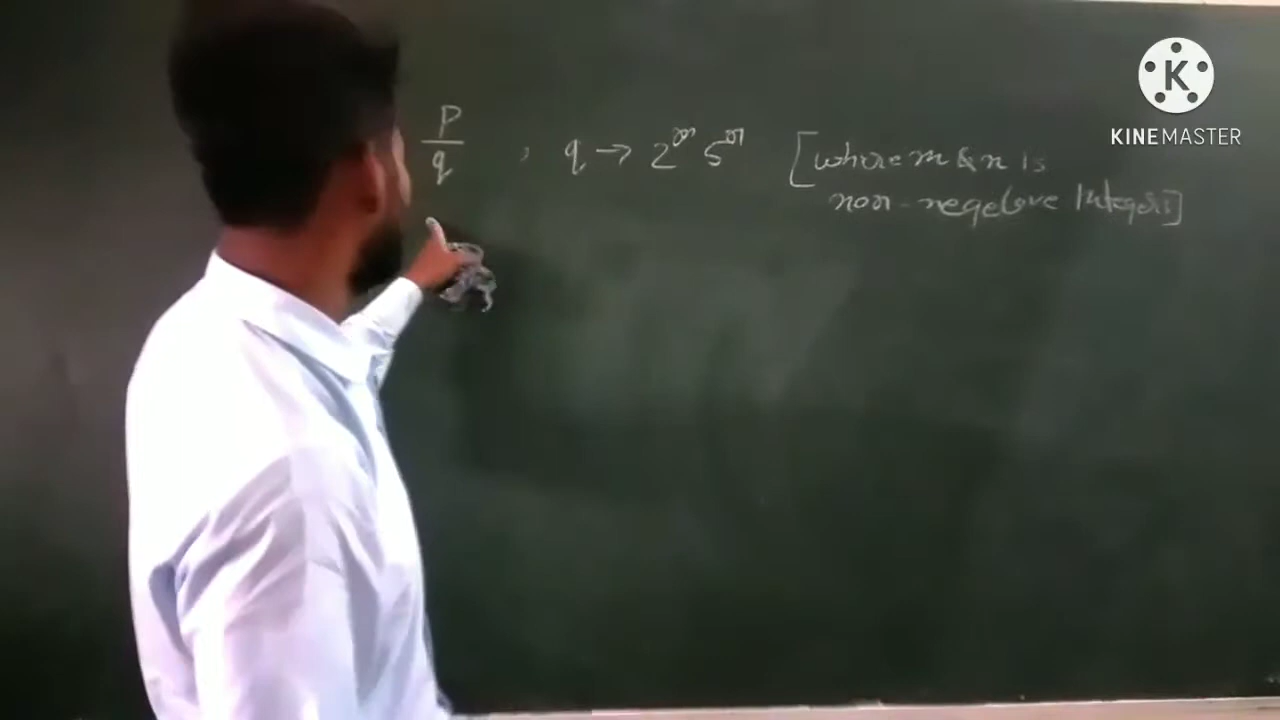 p/q , q → 2^m 5^n [where m & n is
non-negative Integers]
KINEMASTER